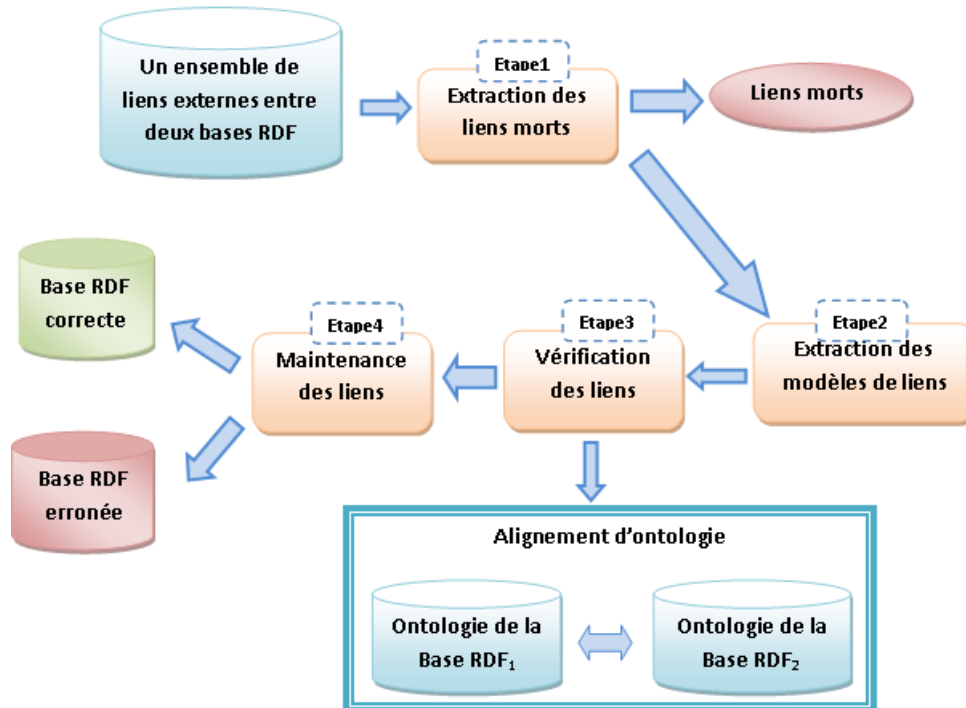 Un ensemble de
liens externes entre
deux bases RDF
Etape1
Extraction des
liens morts
Liens morts
Base RDF
correcte
Etape4
Maintenance
des liens
Etape3
Vérification
des liens
Etape2
Extraction des
modèles de liens
Base RDF
erronée
Alignement d'ontologie
Ontologie de la
Base RDF₁
Ontologie de la
Base RDF₂